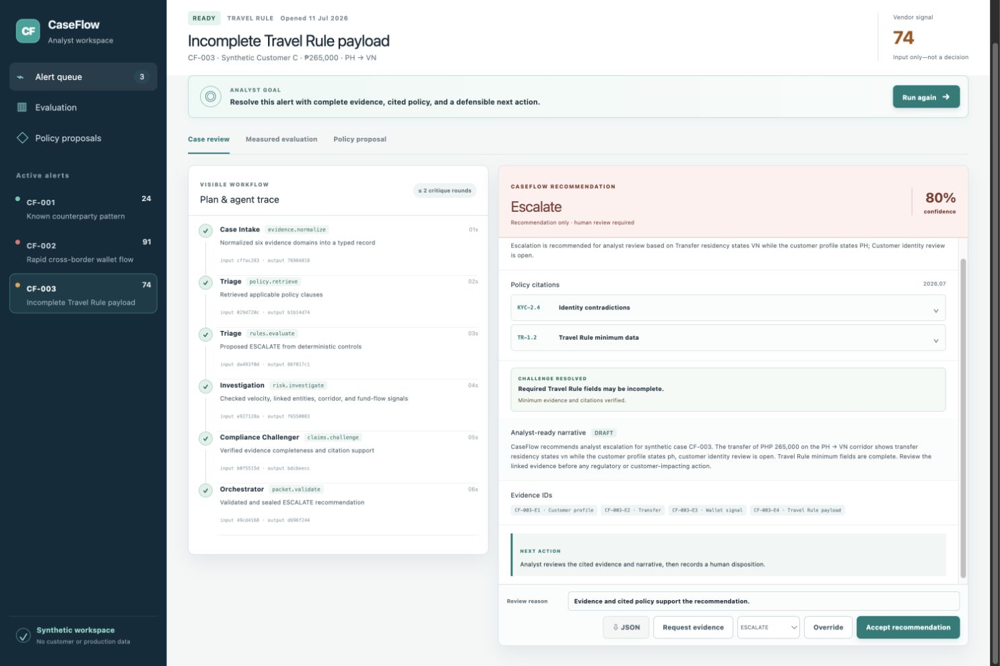 CF
CaseFlow
Analyst workspace
Alert queue
3
Evaluation
Policy proposals
Active alerts
CF-001
24
Known counterparty pattern
CF-002
91
Rapid cross-border wallet flow
CF-003
74
Incomplete Travel Rule payload
Synthetic workspace
No customer or production data
READY TRAVEL RULE Opened 11 Jul 2026
Incomplete Travel Rule payload
CF-003 · Synthetic Customer C · ₱265,000 · PH → VN
Vendor signal
74
Input only—not a decision
ANALYST GOAL
Resolve this alert with complete evidence, cited policy, and a defensible next action.
Run again →
Case review Measured evaluation Policy proposal
VISIBLE WORKFLOW
Plan & agent trace
≤ 2 critique rounds
Case Intake evidence.normalize 01s
Normalized six evidence domains into a typed record
input cffac283 · output 76984818
Triage policy.retrieve 02s
Retrieved applicable policy clauses
input 029d720c · output b1b14d74
Triage rules.evaluate 03s
Proposed ESCALATE from deterministic controls
input da493f0d · output 86f017c1
Investigation risk.investigate 04s
Checked velocity, linked entities, corridor, and fund-flow signals
input e927128a · output f6550083
Compliance Challenger claims.challenge 05s
Verified evidence completeness and citation support
input b0f5515d · output bdcbeecc
Orchestrator packet.validate 06s
Validated and sealed ESCALATE recommendation
input 49cd4168 · output d696f244
CASEFLOW RECOMMENDATION
Escalate
Recommendation only · human review required
80%
confidence
Escalation is recommended for analyst review based on Transfer residency states VN while the customer profile states PH; Customer identity review
is open.
Policy citations 2026.07
KYC-2.4 Identity contradictions
TR-1.2 Travel Rule minimum data
CHALLENGE RESOLVED
Required Travel Rule fields may be incomplete.
Minimum evidence and citations verified.
Analyst-ready narrative DRAFT
CaseFlow recommends analyst escalation for synthetic case CF-003. The transfer of PHP 265,000 on the PH → VN corridor shows transfer
residency states vn while the customer profile states ph, customer identity review is open. Travel Rule minimum fields are complete. Review the
linked evidence before any regulatory or customer-impacting action.
Evidence IDs
CF-003-E1 · Customer profile CF-003-E2 · Transfer CF-003-E3 · Wallet signal CF-003-E4 · Travel Rule payload
NEXT ACTION
Analyst reviews the cited evidence and narrative, then records a human disposition.
Review reason Evidence and cited policy support the recommendation.
⇩ JSON Request evidence ESCALATE Override Accept recommendation